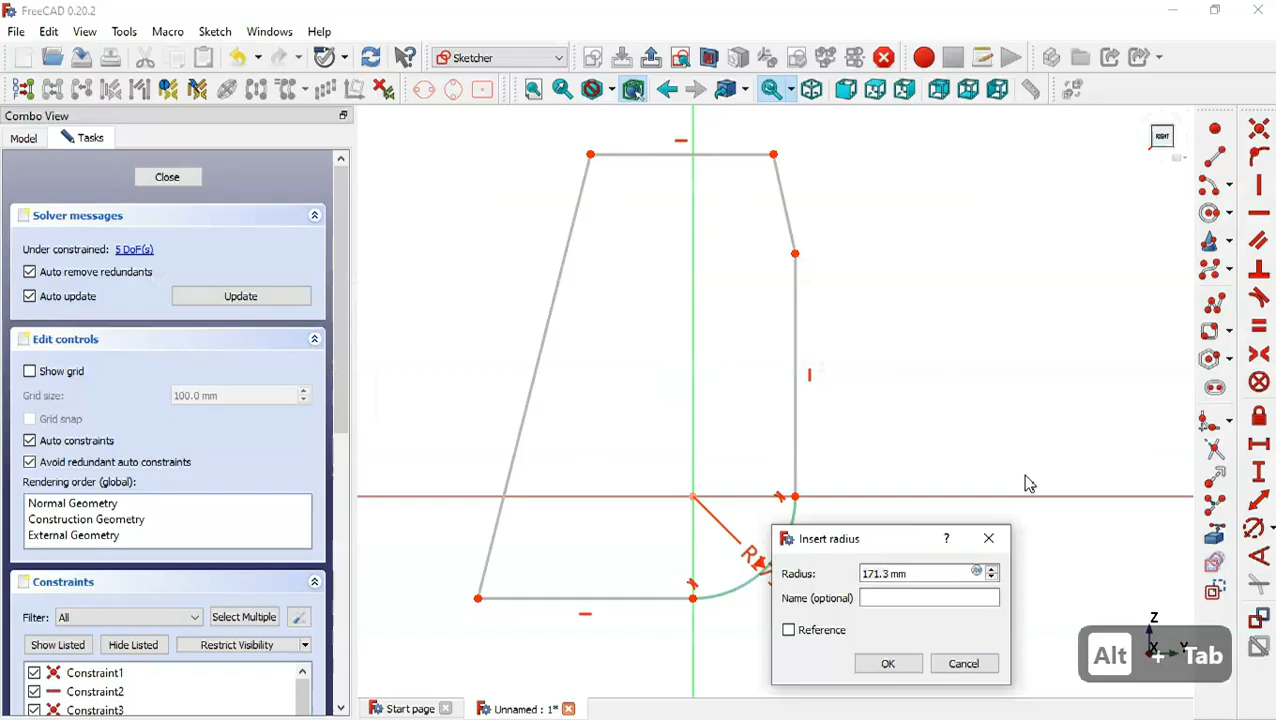 FreeCAD 0.20.2
File Edit View Tools Macro Sketch Windows Help
Sketcher
Combo View
Model Tasks
RIGHT
Close
Solver messages
Under constrained: 5 DoF(s)
Auto remove redundants
Auto update Update
Edit controls
Show grid
Grid size: 100.0 mm
Grid snap
Auto constraints
Avoid redundant auto constraints
Rendering order (global):
Normal Geometry
Construction Geometry
External Geometry
Constraints
Filter: All Select Multiple
Show Listed Hide Listed Restrict Visibility
Constraint1
Constraint2
Constraint3
R
Insert radius ?
Radius: 171.3 mm
Name (optional)
Reference
OK Cancel
Z
X Y
Alt + Tab
Start page Unnamed : 1*